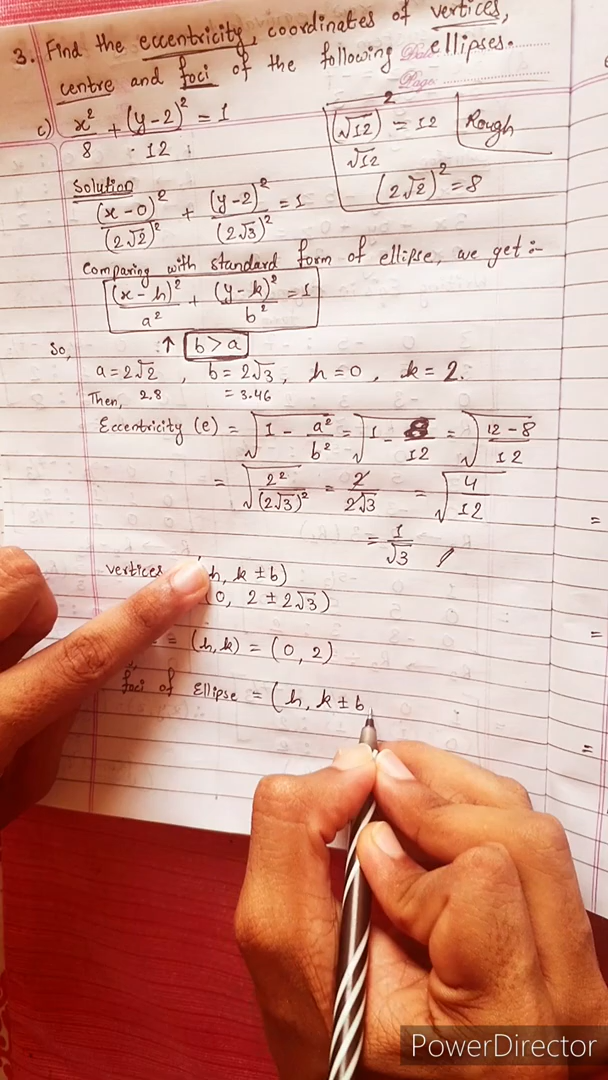 3. Find the eccentricity, coordinates of vertices,
centre and foci of the following ellipses.
Date:
Page:
c) x²/8 + (y-2)²/12 = 1
(√12)² = 12
√12
(2√2)² = 8
Rough
Solution
(x-0)²/(2√2)² + (y-2)²/(2√3)² = 1
Comparing with standard form of ellipse, we get :-
(x-h)²/a² + (y-k)²/b² = 1
↑ b > a
So,
a = 2√2 , b = 2√3 , h = 0 , k = 2.
Then, 2.8 = 3.46
Eccentricity (e) = √(1 - a²/b²) = √(1 - 8/12) = √((12-8)/12)
= √(2²/(2√3)²) = 2/2√3 = √(4/12)
= 1/√3
vertices (h, k ± b)
(0, 2 ± 2√3)
= (h, k) = (0, 2)
foci of Ellipse = (h, k ± b
PowerDirector